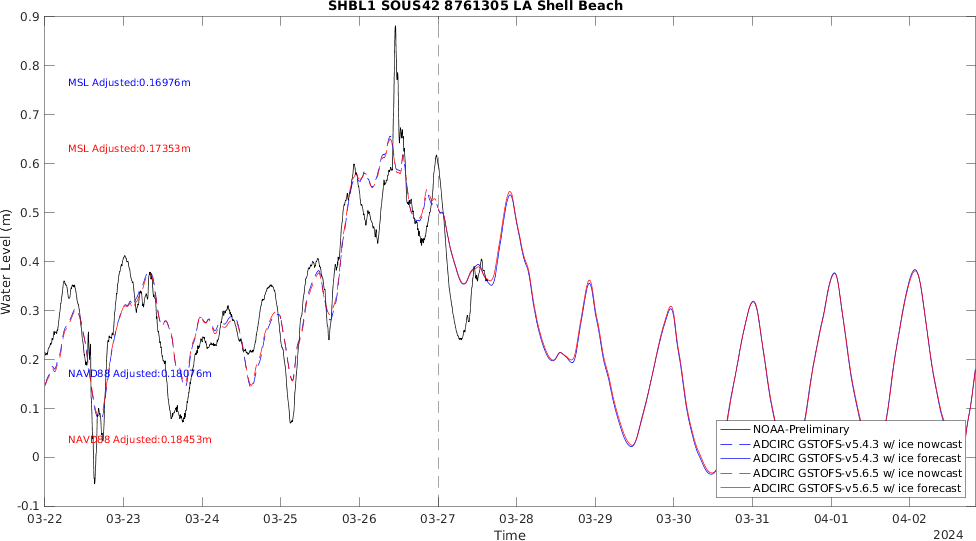 SHBL1 SOUS42 8761305 LA Shell Beach
0.9
0.8
0.7
0.6
0.5
0.4
0.3
0.2
0.1
0
-0.1
Water Level (m)
MSL Adjusted:0.16976m
MSL Adjusted:0.17353m
NAVD88 Adjusted:0.18076m
NAVD88 Adjusted:0.18453m
NOAA-Preliminary
ADCIRC GSTOFS-v5.4.3 w/ ice nowcast
ADCIRC GSTOFS-v5.4.3 w/ ice forecast
ADCIRC GSTOFS-v5.6.5 w/ ice nowcast
ADCIRC GSTOFS-v5.6.5 w/ ice forecast
03-22 03-23 03-24 03-25 03-26 03-27 03-28 03-29 03-30 03-31 04-01 04-02
Time
2024